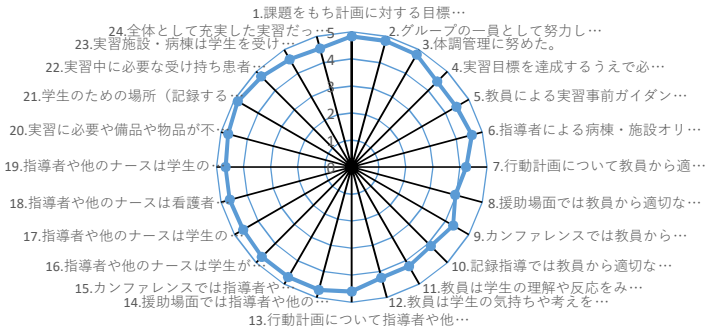 1.課題をもち計画に対する目標…
2.グループの一員として努力し…
3.体調管理に努めた。
4.実習目標を達成するうえで必…
5.教員による実習事前ガイダン…
6.指導者による病棟・施設オリ…
7.行動計画について教員から適…
8.援助場面では教員から適切な…
9.カンファレンスでは教員から…
10.記録指導では教員から適切な…
11.教員は学生の理解や反応をみ…
12.教員は学生の気持ちや考えを…
13.行動計画について指導者や他…
14.援助場面では指導者や他の…
15.カンファレンスでは指導者や…
16.指導者や他のナースは学生が…
17.指導者や他のナースは学生の…
18.指導者や他のナースは看護者…
19.指導者や他のナースは学生の…
20.実習に必要や備品や物品が不…
21.学生のための場所（記録する…
22.実習中に必要な受け持ち患者…
23.実習施設・病棟は学生を受け…
24.全体として充実した実習だっ…
5
4
3
2
1
0